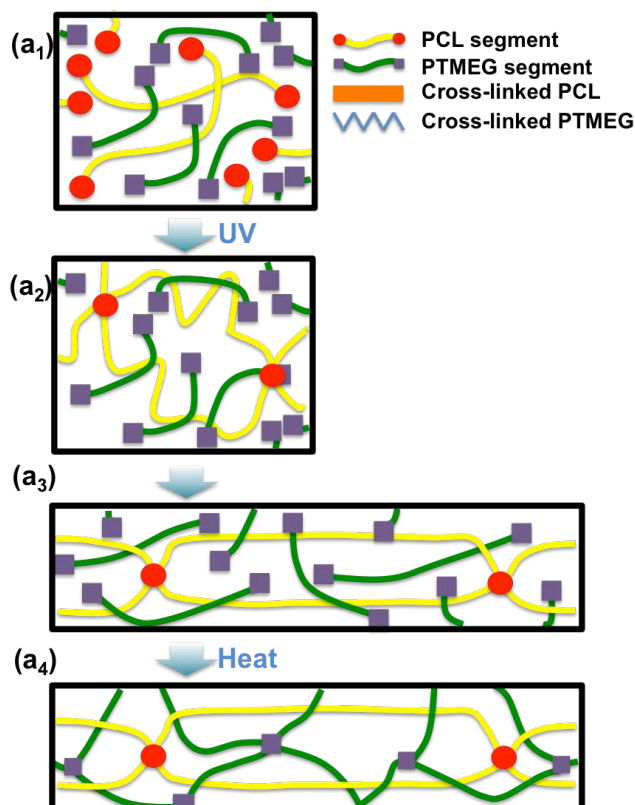 (a1)
PCL segment
PTMEG segment
Cross-linked PCL
Cross-linked PTMEG
UV
(a2)
(a3)
Heat
(a4)